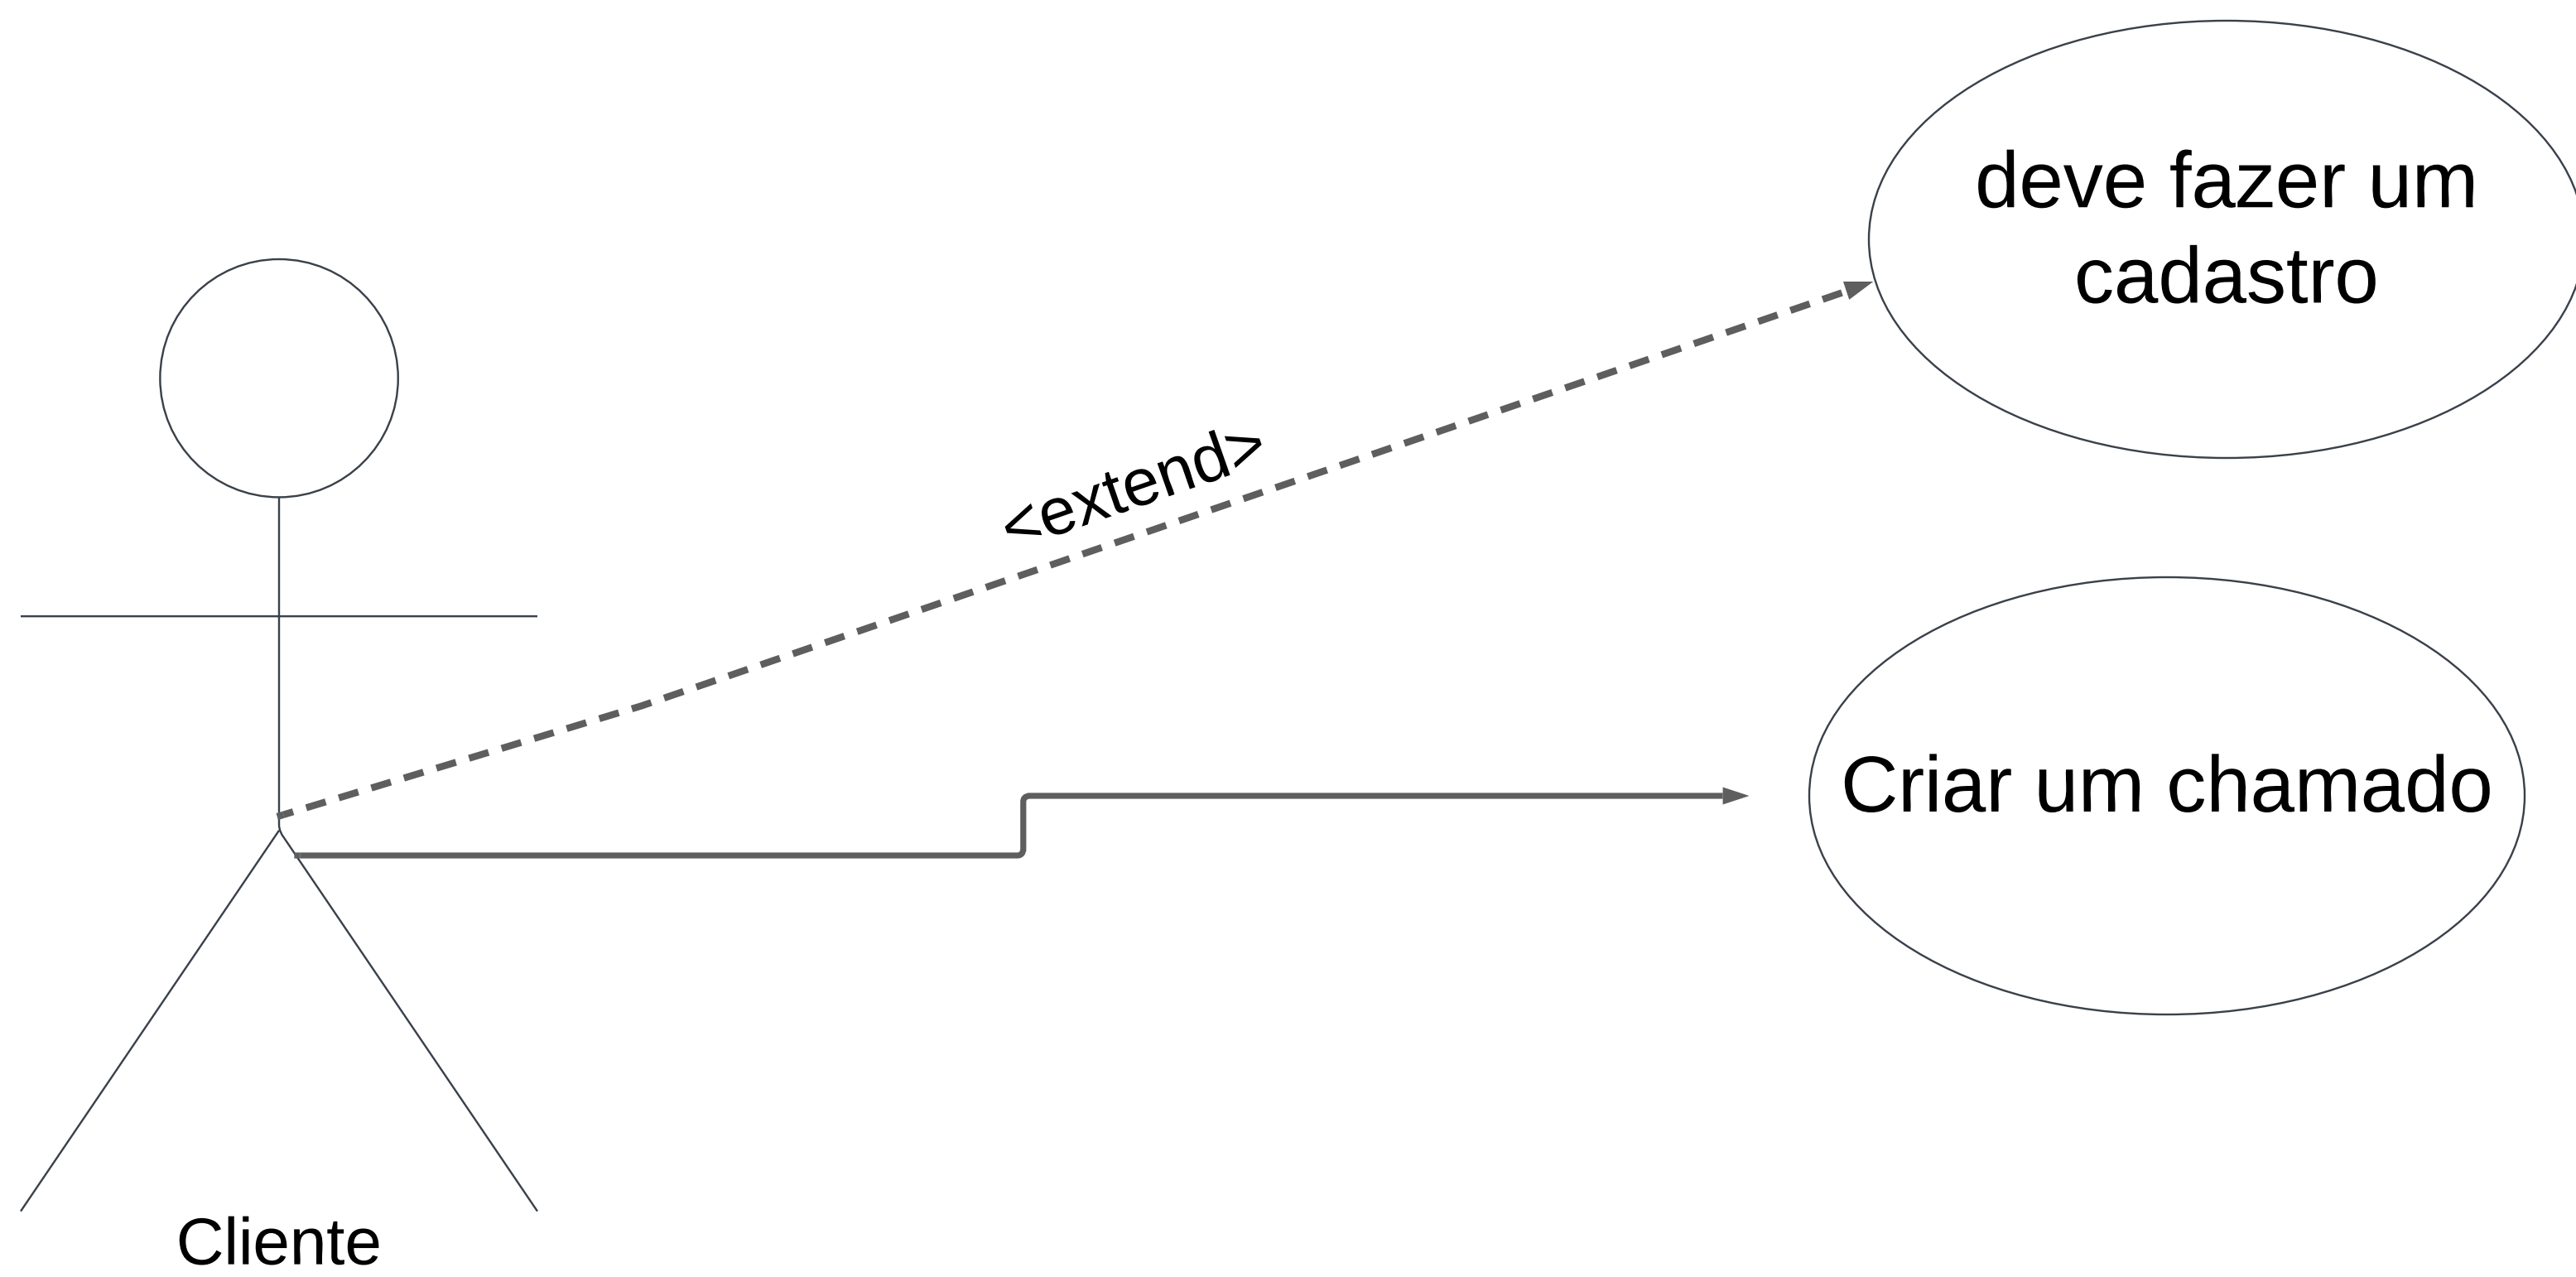 deve fazer um
cadastro
<extend>
Criar um chamado
Cliente